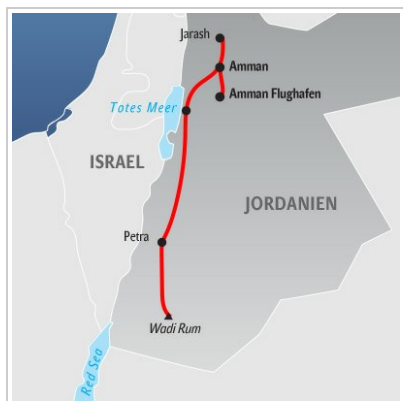 Jarash
Amman
Amman Flughafen
Totes Meer
ISRAEL
JORDANIEN
Petra
Wadi Rum
Red Sea